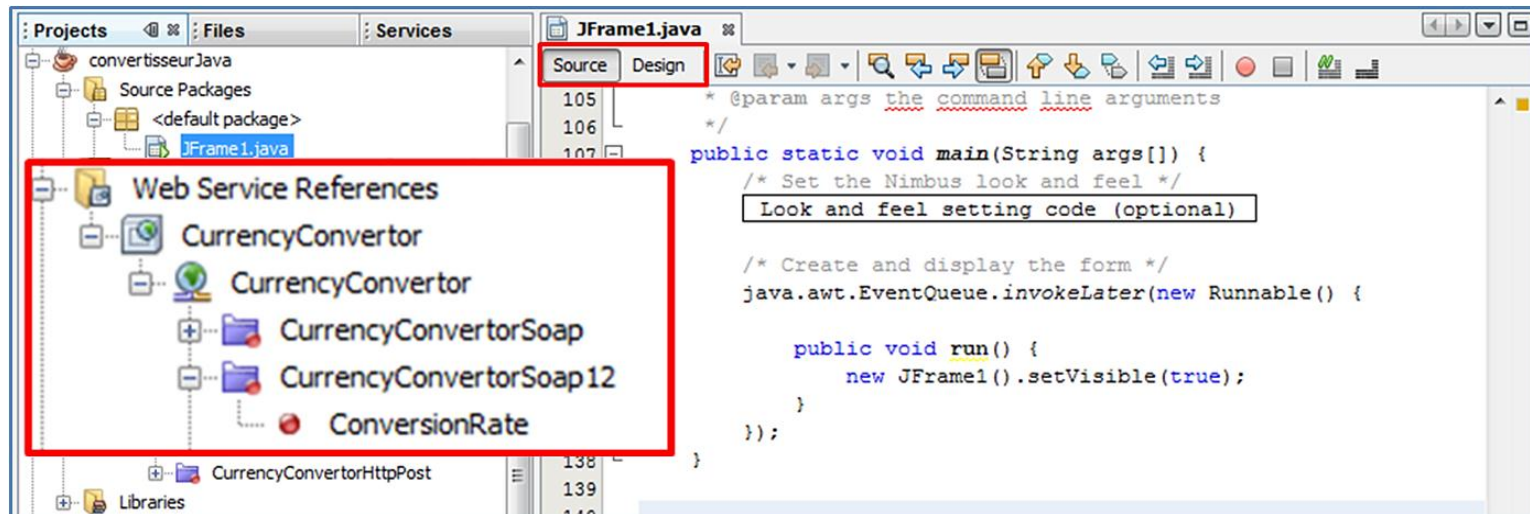 Projects
Files
Services
convertisseurJava
Source Packages
<default package>
JFrame1.java
Web Service References
CurrencyConvertor
CurrencyConvertor
CurrencyConvertorSoap
CurrencyConvertorSoap12
ConversionRate
CurrencyConvertorHttpPost
Libraries
JFrame1.java
Source Design
105 * @param args the command line arguments
106 */
107 public static void main(String args[]) {
/* Set the Nimbus look and feel */
Look and feel setting code (optional)
/* Create and display the form */
java.awt.EventQueue.invokeLater(new Runnable() {
public void run() {
new JFrame1().setVisible(true);
}
});
138 }
139